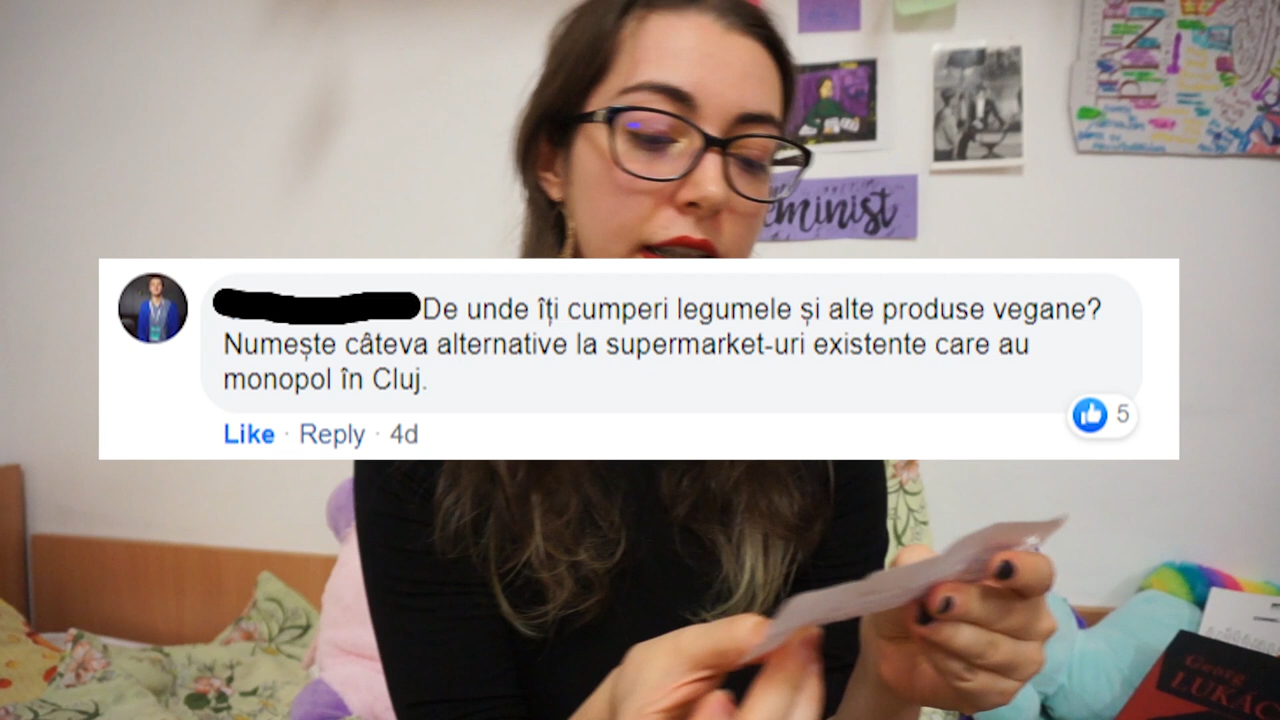 eminist
De unde îți cumperi legumele și alte produse vegane?
Numește câteva alternative la supermarket-uri existente care au
monopol în Cluj.
5
Like · Reply · 4d
Georg
LUKÁCS